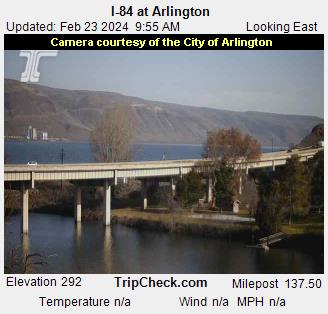 I-84 at Arlington
Updated: Feb 23 2024 9:55 AM Looking East
Camera courtesy of the City of Arlington
Elevation 292 TripCheck.com Milepost 137.50
Temperature n/a Wind n/a MPH n/a